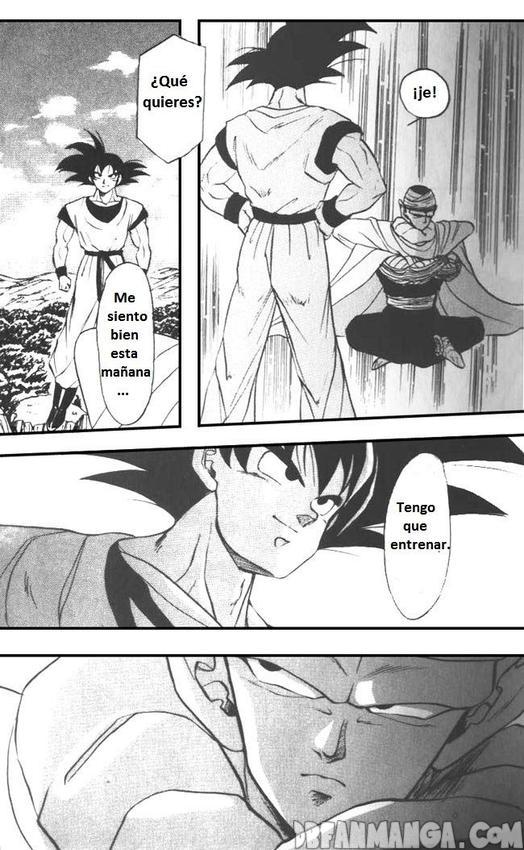 ¿Qué
quieres?
Me
siento
bien
esta
mañana
...
¡je!
Tengo
que
entrenar.
DBFANMANGA.COM